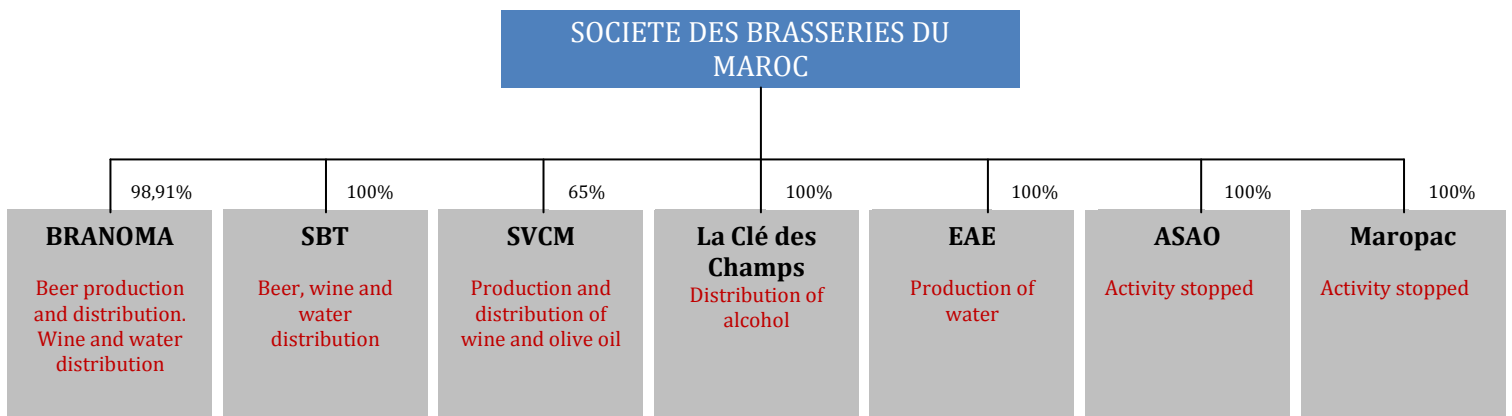 SOCIETE DES BRASSERIES DU
MAROC
98,91%
100%
65%
100%
100%
100%
100%
BRANOMA
Beer production
and distribution.
Wine and water
distribution
SBT
Beer, wine and
water
distribution
SVCM
Production and
distribution of
wine and olive oil
La Clé des
Champs
Distribution of
alcohol
EAE
Production of
water
ASAO
Activity stopped
Maropac
Activity stopped